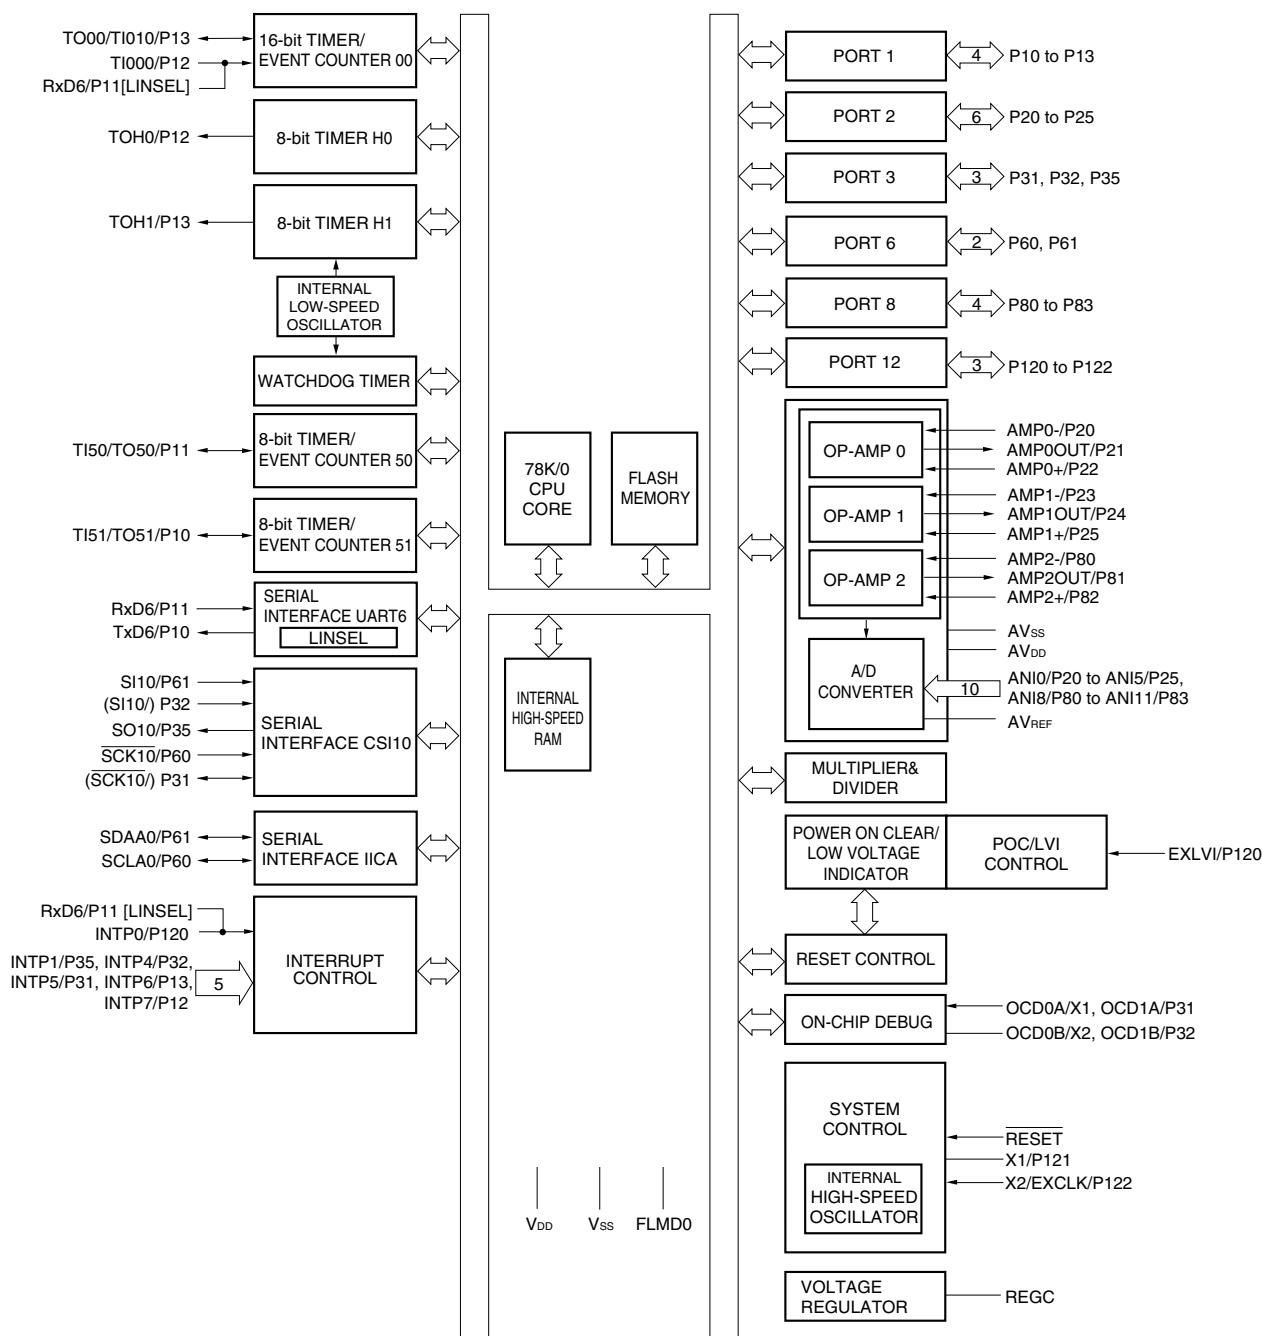 TO00/TI010/P13
TI000/P12
RxD6/P11[LINSEL]
16-bit TIMER/
EVENT COUNTER 00
TOH0/P12
8-bit TIMER H0
TOH1/P13
8-bit TIMER H1
INTERNAL
LOW-SPEED
OSCILLATOR
WATCHDOG TIMER
TI50/TO50/P11
8-bit TIMER/
EVENT COUNTER 50
TI51/TO51/P10
8-bit TIMER/
EVENT COUNTER 51
RxD6/P11
TxD6/P10
SERIAL
INTERFACE UART6
LINSEL
SI10/P61
(SI10/) P32
SO10/P35
SCK10/P60
(SCK10/) P31
SERIAL
INTERFACE CSI10
SDAA0/P61
SCLA0/P60
SERIAL
INTERFACE IICA
RxD6/P11 [LINSEL]
INTP0/P120
INTP1/P35, INTP4/P32,
INTP5/P31, INTP6/P13,
INTP7/P12
5
INTERRUPT
CONTROL
78K/0
CPU
CORE
FLASH
MEMORY
INTERNAL
HIGH-SPEED
RAM
VDD
VSS
FLMD0
PORT 1
4
P10 to P13
PORT 2
6
P20 to P25
PORT 3
3
P31, P32, P35
PORT 6
2
P60, P61
PORT 8
4
P80 to P83
PORT 12
3
P120 to P122
OP-AMP 0
AMP0-/P20
AMP0OUT/P21
AMP0+/P22
OP-AMP 1
AMP1-/P23
AMP1OUT/P24
AMP1+/P25
OP-AMP 2
AMP2-/P80
AMP2OUT/P81
AMP2+/P82
AVSS
AVDD
A/D
CONVERTER
10
ANI0/P20 to ANI5/P25,
ANI8/P80 to ANI11/P83
AVREF
MULTIPLIER&
DIVIDER
POWER ON CLEAR/
LOW VOLTAGE
INDICATOR
POC/LVI
CONTROL
EXLVI/P120
RESET CONTROL
ON-CHIP DEBUG
OCD0A/X1, OCD1A/P31
OCD0B/X2, OCD1B/P32
SYSTEM
CONTROL
RESET
X1/P121
X2/EXCLK/P122
INTERNAL
HIGH-SPEED
OSCILLATOR
VOLTAGE
REGULATOR
REGC